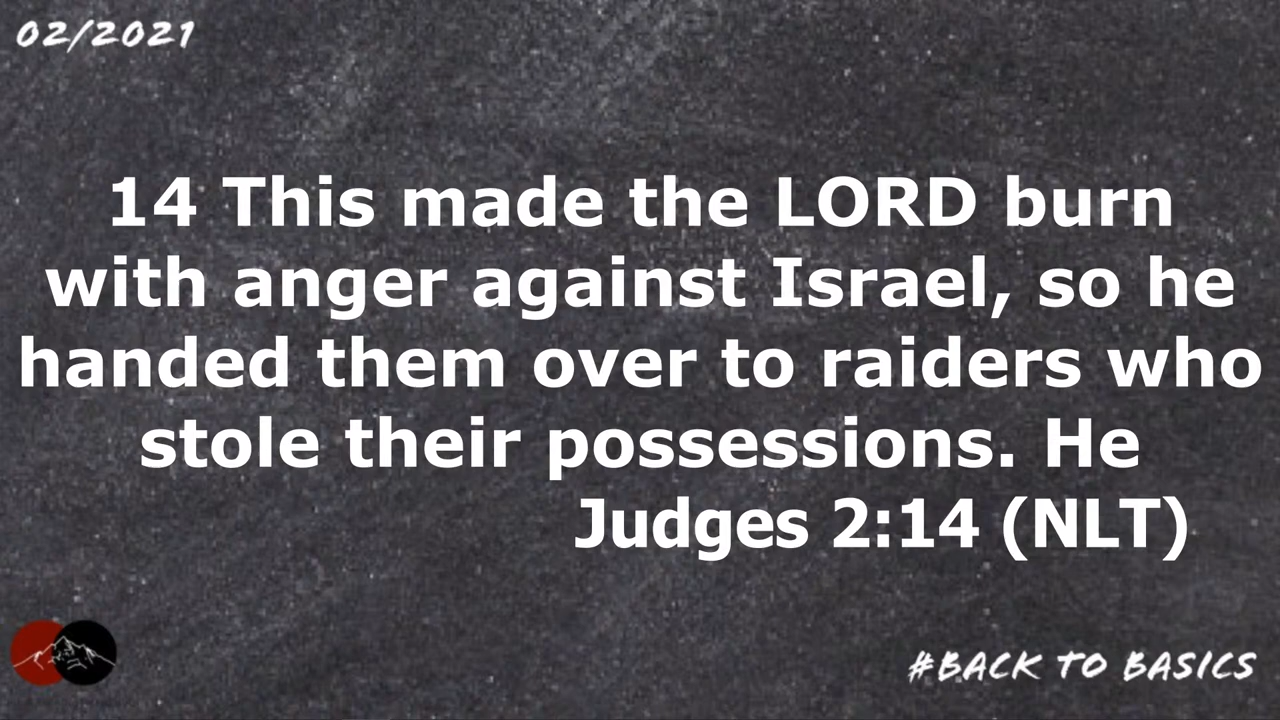 02/2021
14 This made the LORD burn
with anger against Israel, so he
handed them over to raiders who
stole their possessions. He
Judges 2:14 (NLT)
#BACK TO BASICS